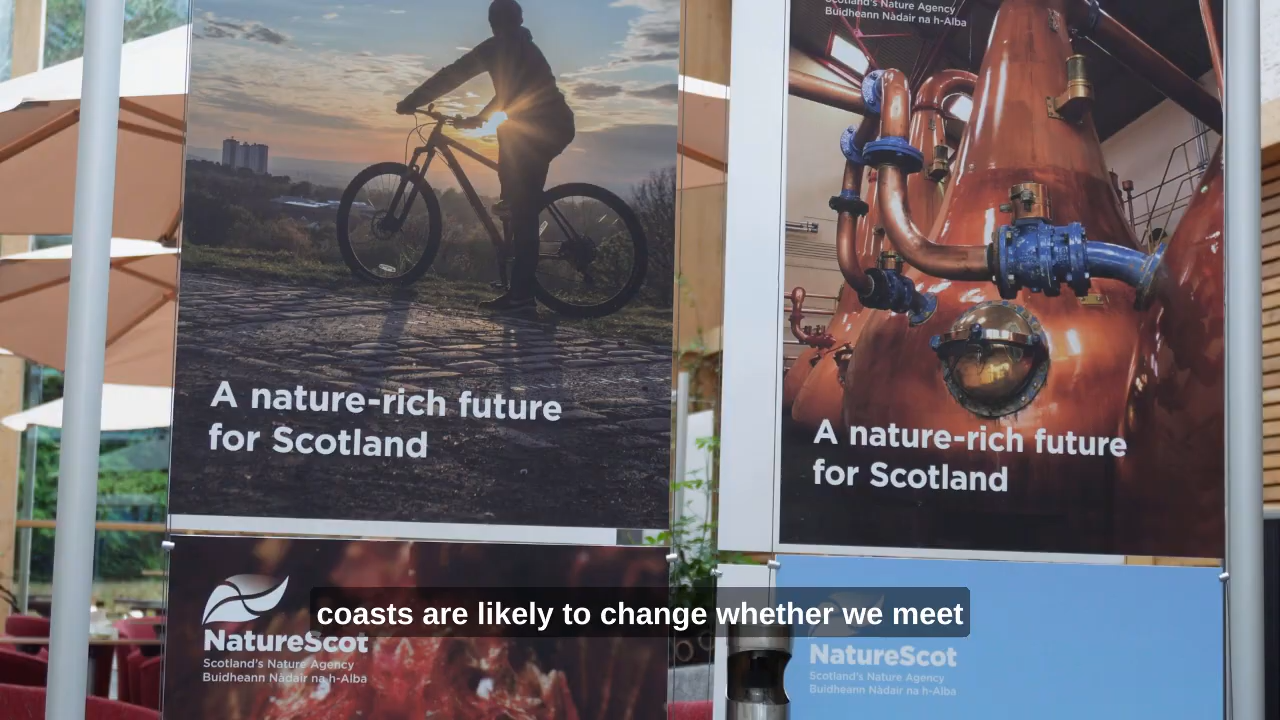 Scotland's Nature Agency
Buidheann Nàdair na h-Alba
A nature-rich future
for Scotland
A nature-rich future
for Scotland
NatureScot
Scotland's Nature Agency
Buidheann Nàdair na h-Alba
NatureScot
Scotland's Nature Agency
Buidheann Nàdair na h-Alba
coasts are likely to change whether we meet